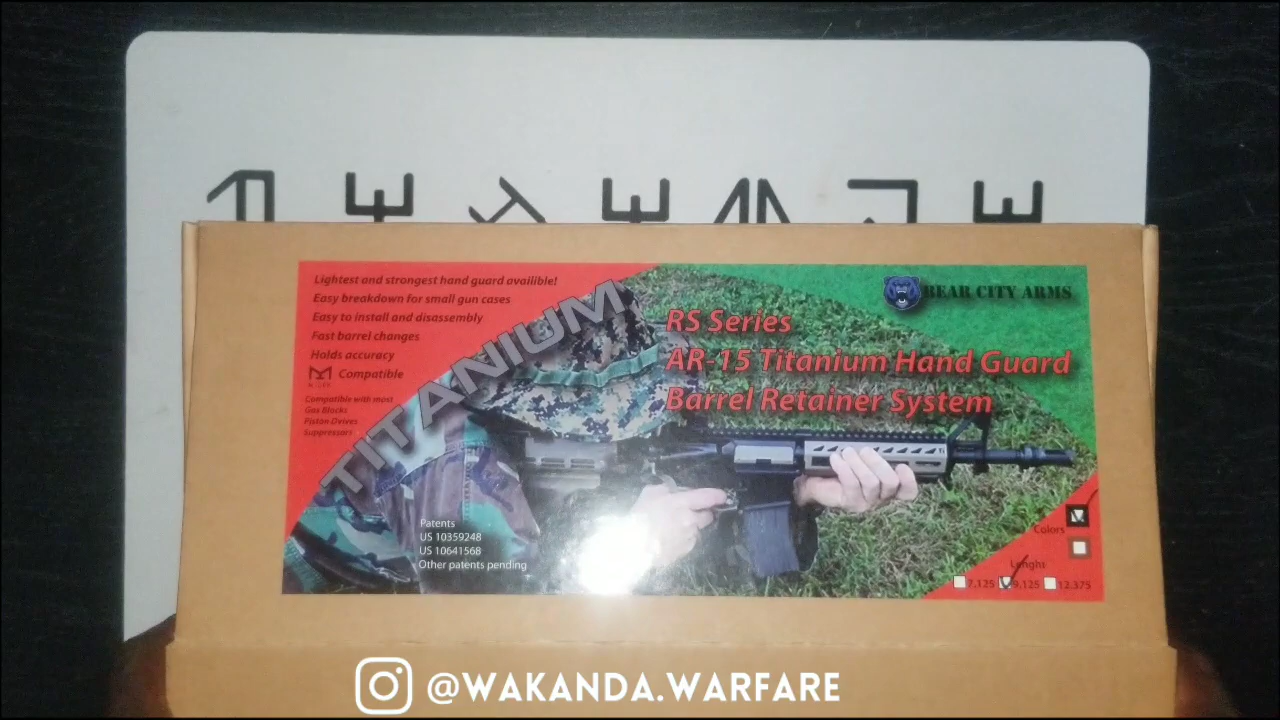 Lightest and strongest hand guard availible!
Easy breakdown for small gun cases
Easy to install and disassembly
Fast barrel changes
Holds accuracy
Compatible
Compatible with most
Gas Blocks
Piston Drives
Suppressors
TITANIUM
BEAR CITY ARMS
RS Series
AR-15 Titanium Hand Guard
Barrel Retainer System
Patents
US 10359248
US 10641568
Other patents pending
Colors
Lenght
7.125 9.125 12.375
@WAKANDA.WARFARE